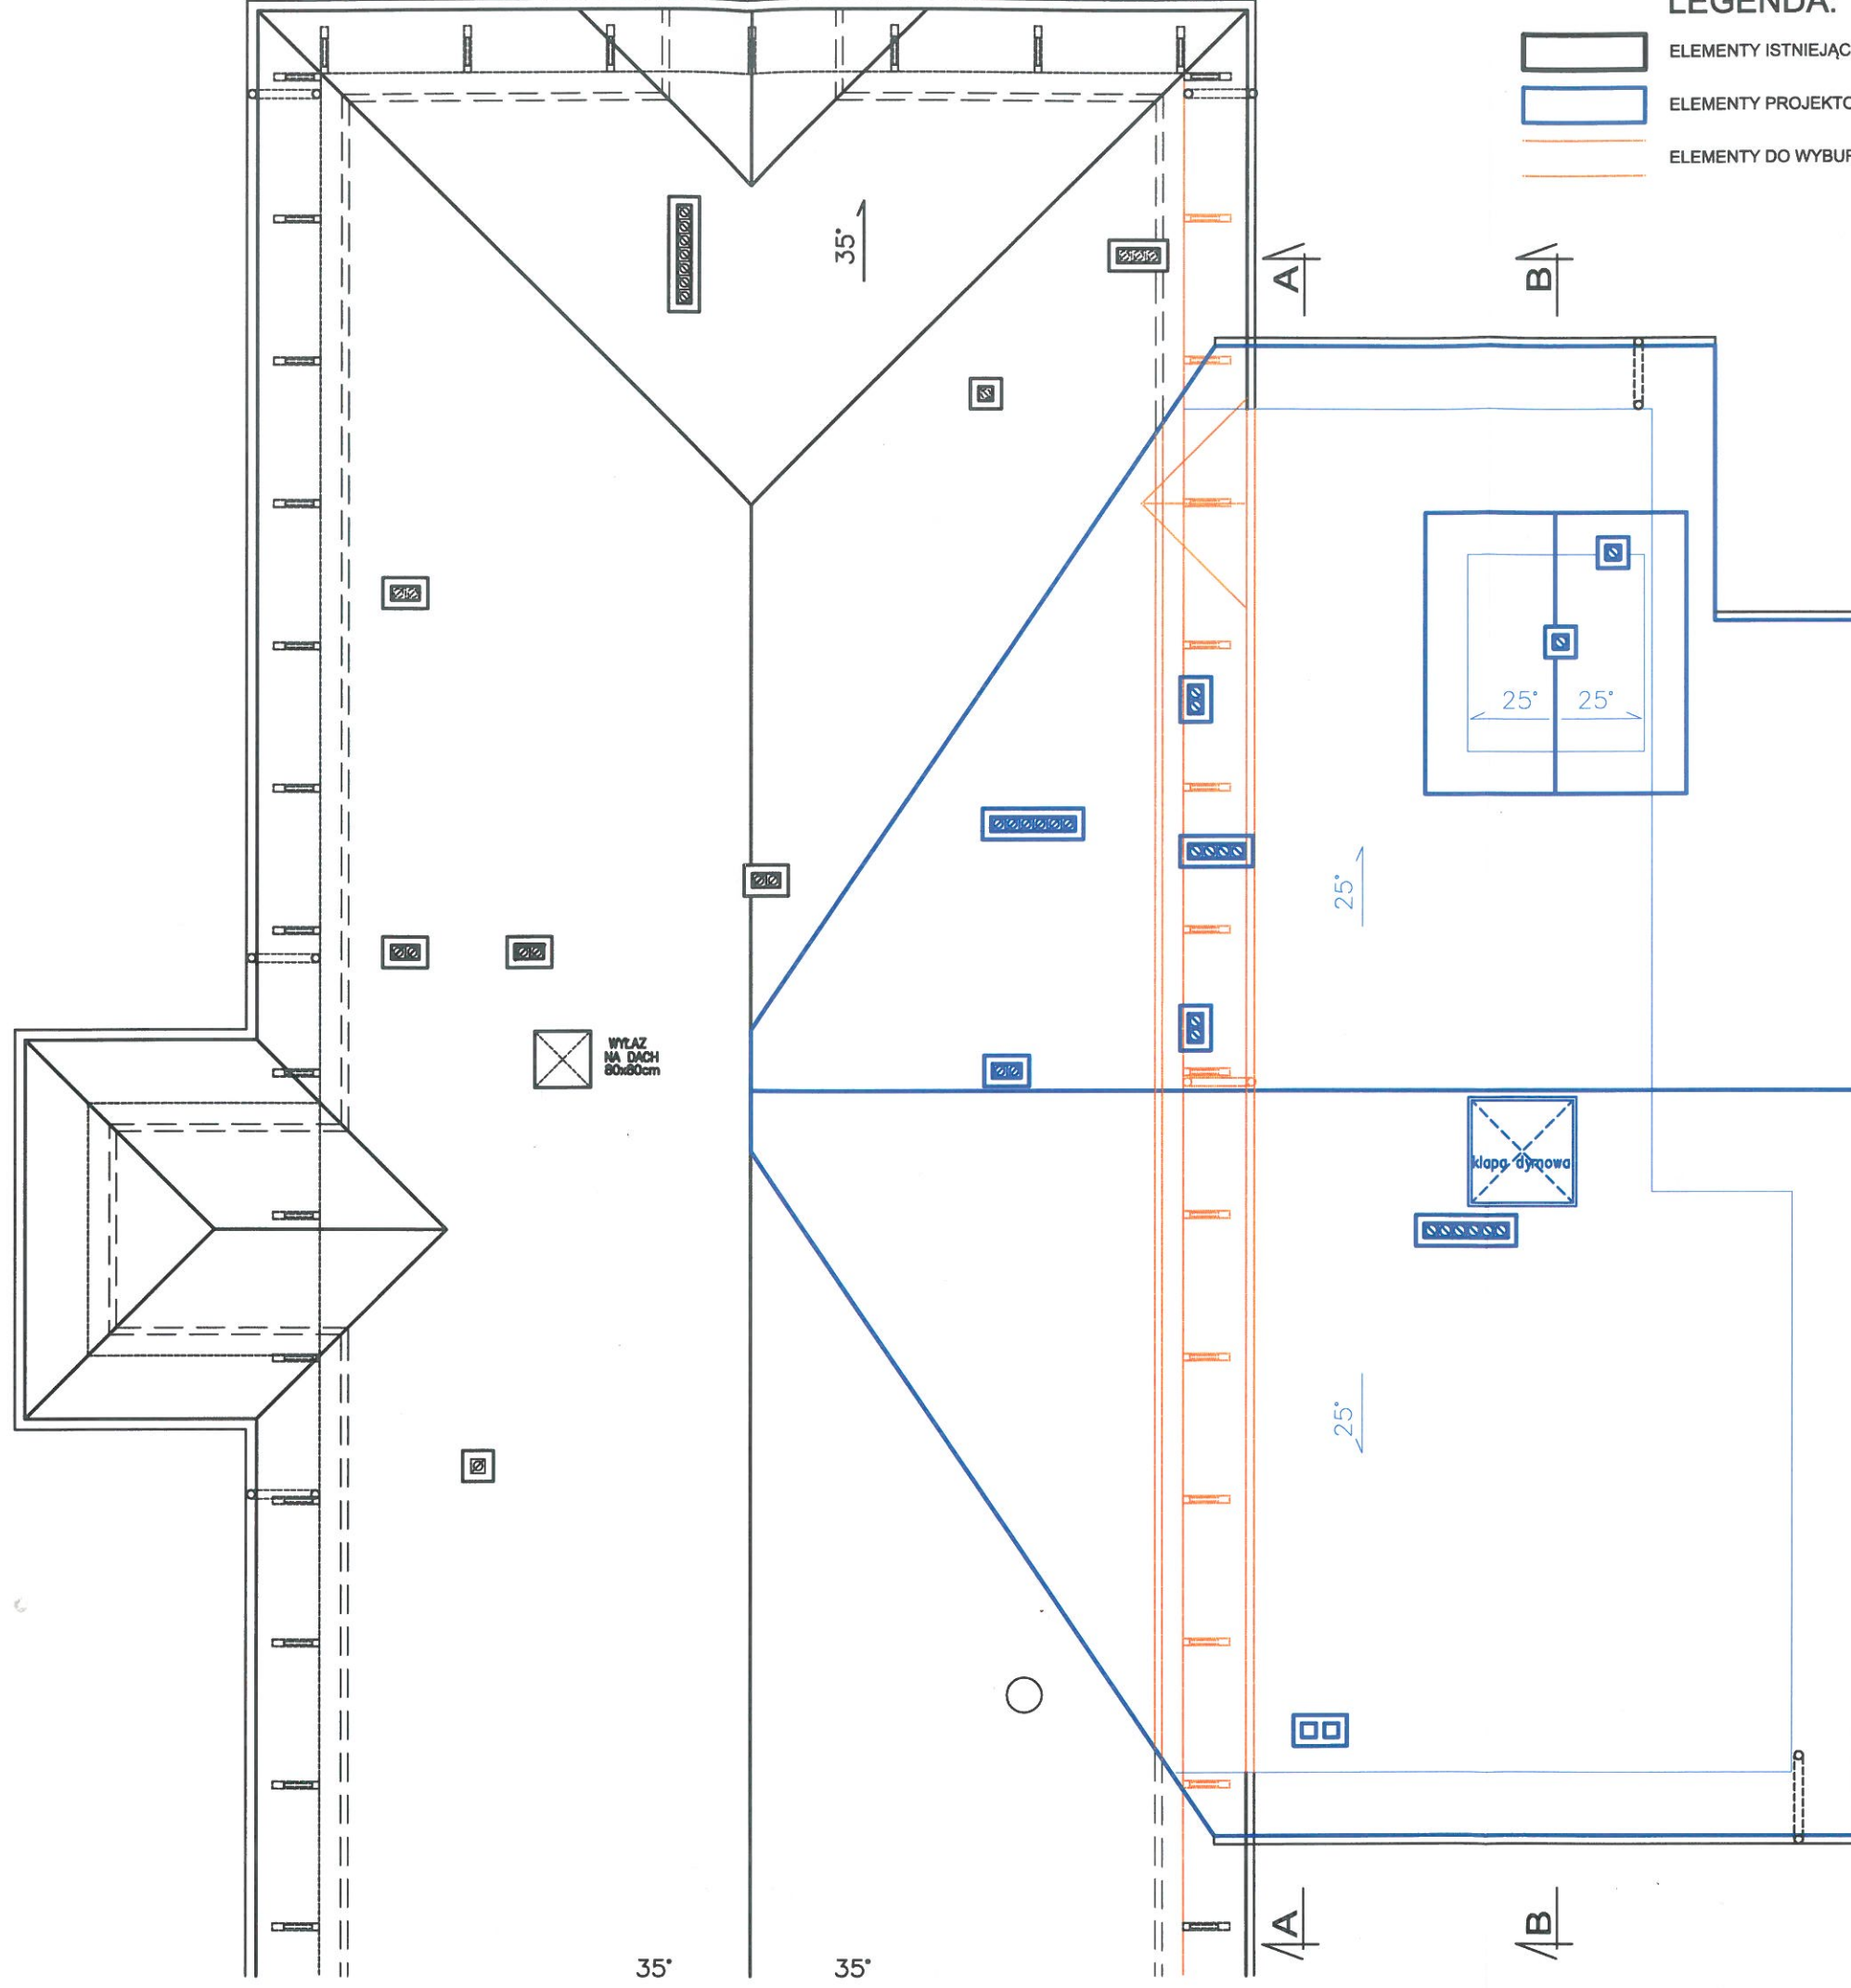 LEGENDA:
ELEMENTY ISTNIEJĄC
ELEMENTY PROJEKTO
ELEMENTY DO WYBUR
35°
A
B
25°
25°
25°
WYŁAZ
NA DACH
80x80cm
klapa dymowa
25°
A
B
35°
35°